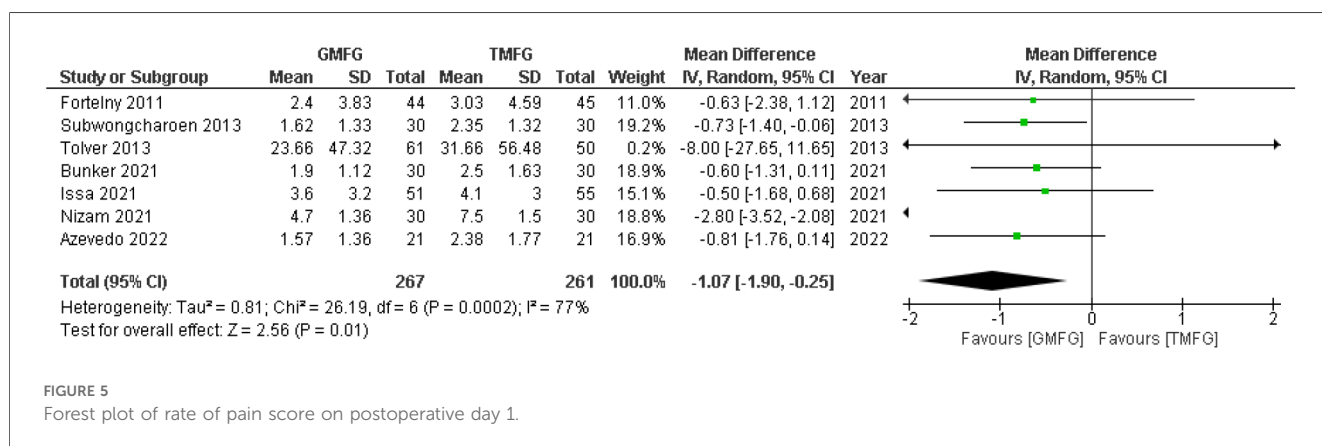 GMFG TMFG Mean Difference Mean Difference
Study or Subgroup Mean SD Total Mean SD Total Weight IV, Random, 95% CI Year IV, Random, 95% CI
Fortelny 2011 2.4 3.83 44 3.03 4.59 45 11.0% -0.63 [-2.38, 1.12] 2011
Subwongcharoen 2013 1.62 1.33 30 2.35 1.32 30 19.2% -0.73 [-1.40, -0.06] 2013
Tolver 2013 23.66 47.32 61 31.66 56.48 50 0.2% -8.00 [-27.65, 11.65] 2013
Bunker 2021 1.9 1.12 30 2.5 1.63 30 18.9% -0.60 [-1.31, 0.11] 2021
Issa 2021 3.6 3.2 51 4.1 3 55 15.1% -0.50 [-1.68, 0.68] 2021
Nizam 2021 4.7 1.36 30 7.5 1.5 30 18.8% -2.80 [-3.52, -2.08] 2021
Azevedo 2022 1.57 1.36 21 2.38 1.77 21 16.9% -0.81 [-1.76, 0.14] 2022
Total (95% CI) 267 261 100.0% -1.07 [-1.90, -0.25]
Heterogeneity: Tau² = 0.81; Chi² = 26.19, df = 6 (P = 0.0002); I² = 77%
Test for overall effect: Z = 2.56 (P = 0.01)
-2 -1 0 1 2
Favours [GMFG] Favours [TMFG]
FIGURE 5
Forest plot of rate of pain score on postoperative day 1.